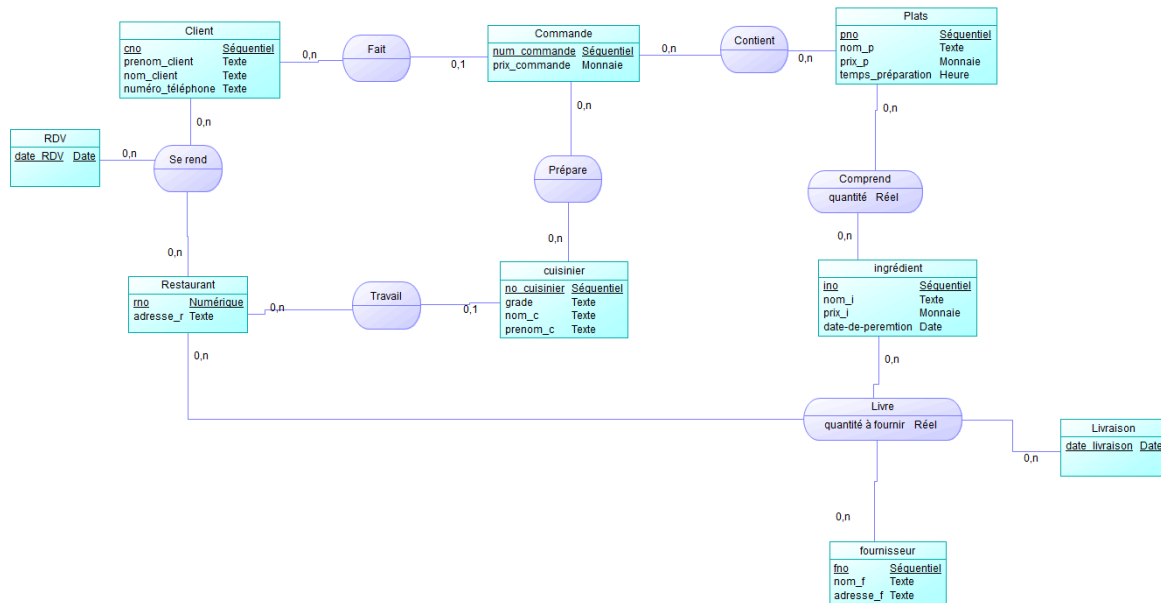 Client
cno Séquentiel
prenom_client Texte
nom_client Texte
numéro_téléphone Texte
0,n
Fait
0,1
Commande
num_commande Séquentiel
prix_commande Monnaie
0,n
Contient
0,n
Plats
pno Séquentiel
nom_p Texte
prix_p Monnaie
temps_préparation Heure
0,n
0,n
0,n
RDV
date_RDV Date
0,n
Se rend
Prépare
Comprend
quantité Réel
0,n
0,n
0,n
Restaurant
rno Numérique
adresse_r Texte
0,n
Travail
0,1
cuisinier
no_cuisinier Séquentiel
grade Texte
nom_c Texte
prenom_c Texte
ingrédient
ino Séquentiel
nom_i Texte
prix_i Monnaie
date-de-peremtion Date
0,n
0,n
Livre
quantité à fournir Réel
Livraison
date_livraison Date
0,n
0,n
fournisseur
fno Séquentiel
nom_f Texte
adresse_f Texte